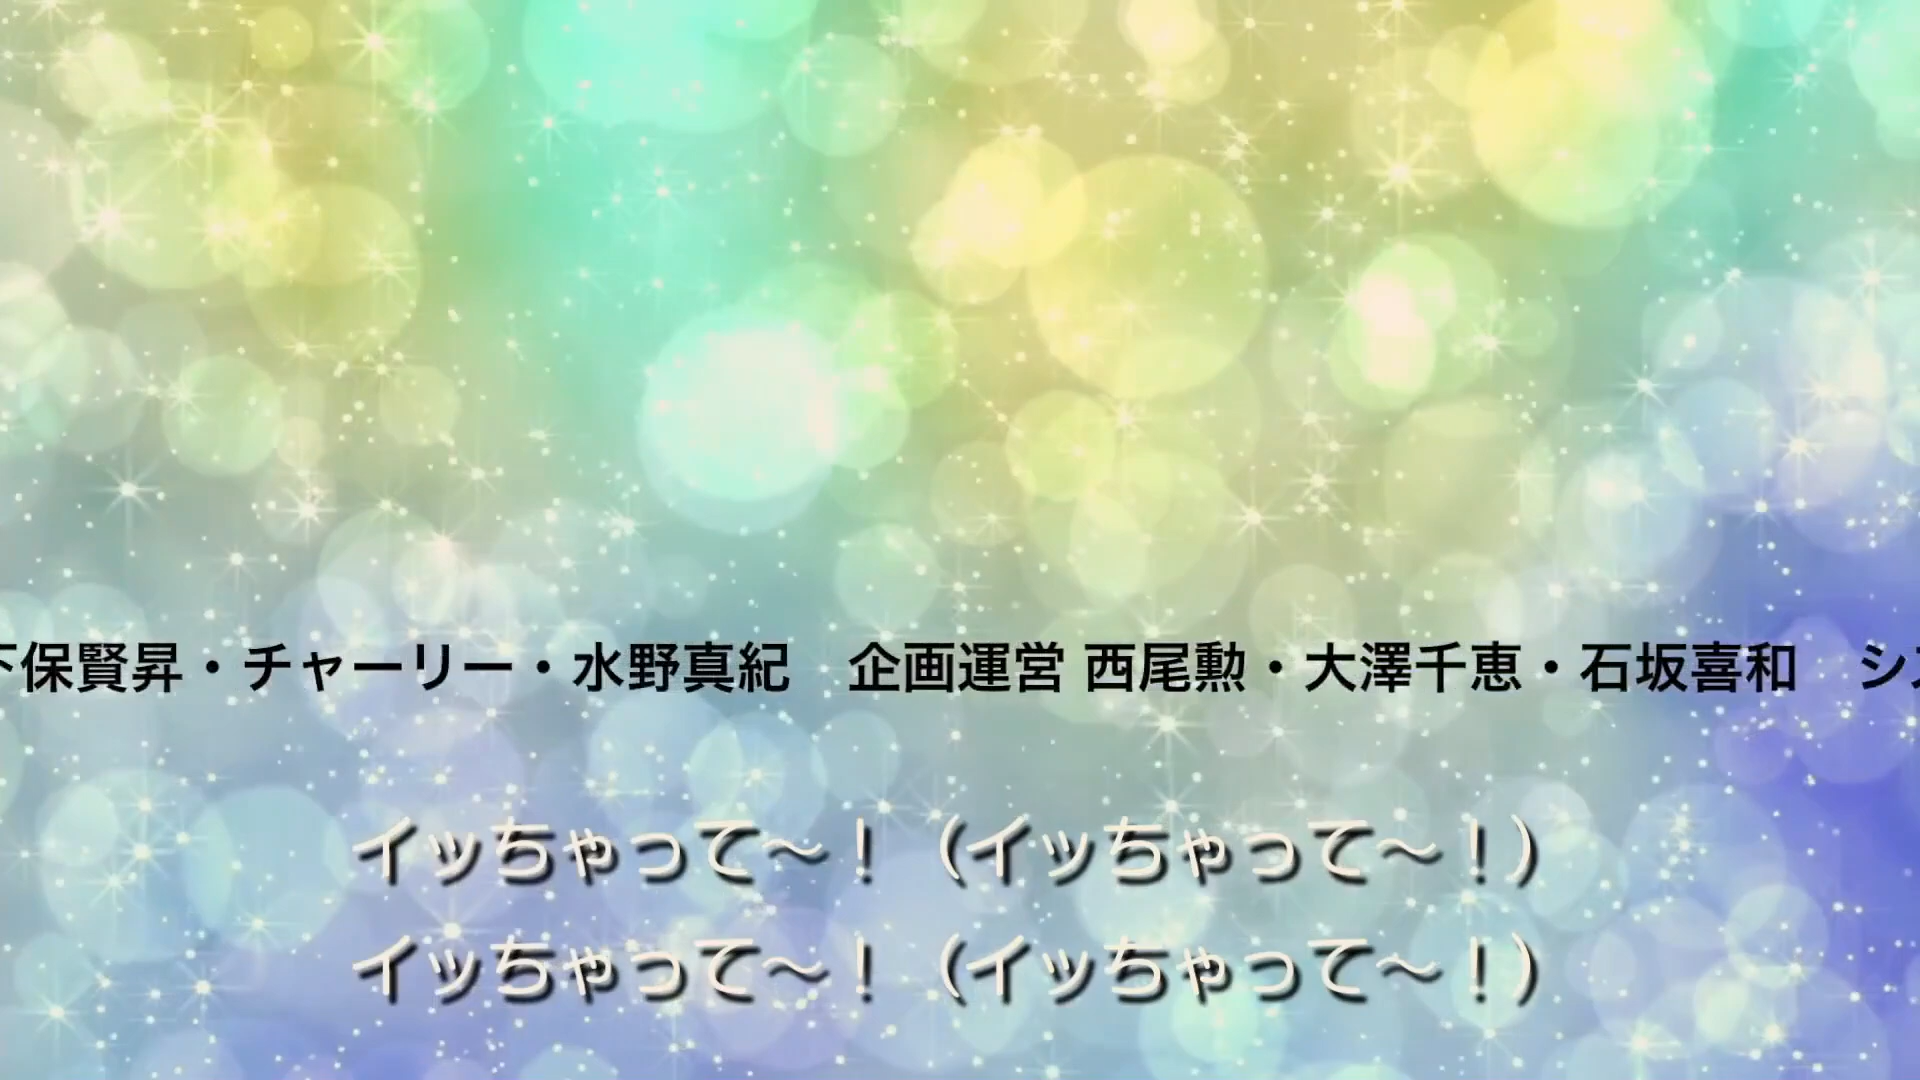 下保賢昇・チャーリー・水野真紀　企画運営 西尾勲・大澤千恵・石坂喜和　シ
イッちゃって～！（イッちゃって～！）
イッちゃって～！（イッちゃって～！）